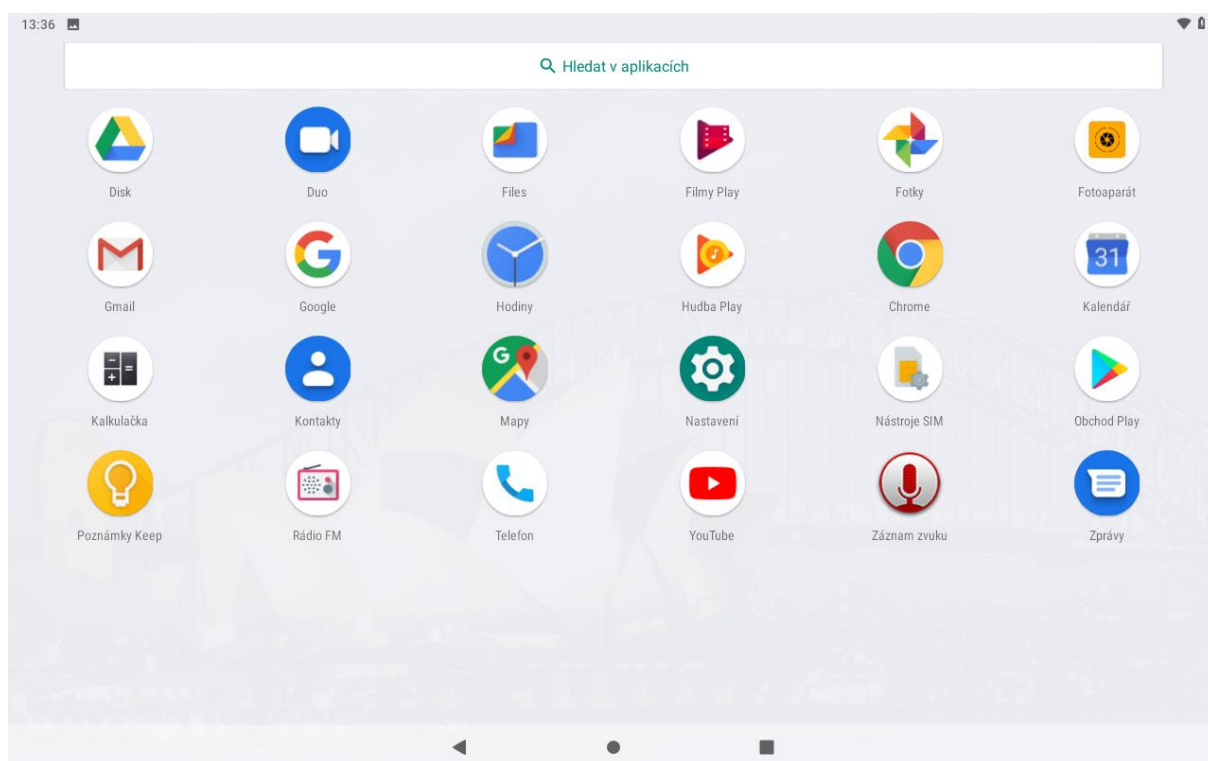 13:36
Hledat v aplikacích
Disk Duo Files Filmy Play Fotky Fotoaparát
31
Gmail Google Hodiny Hudba Play Chrome Kalendář
G
Kalkulačka Kontakty Mapy Nastavení Nástroje SIM Obchod Play
Poznámky Keep Rádio FM Telefon YouTube Záznam zvuku Zprávy